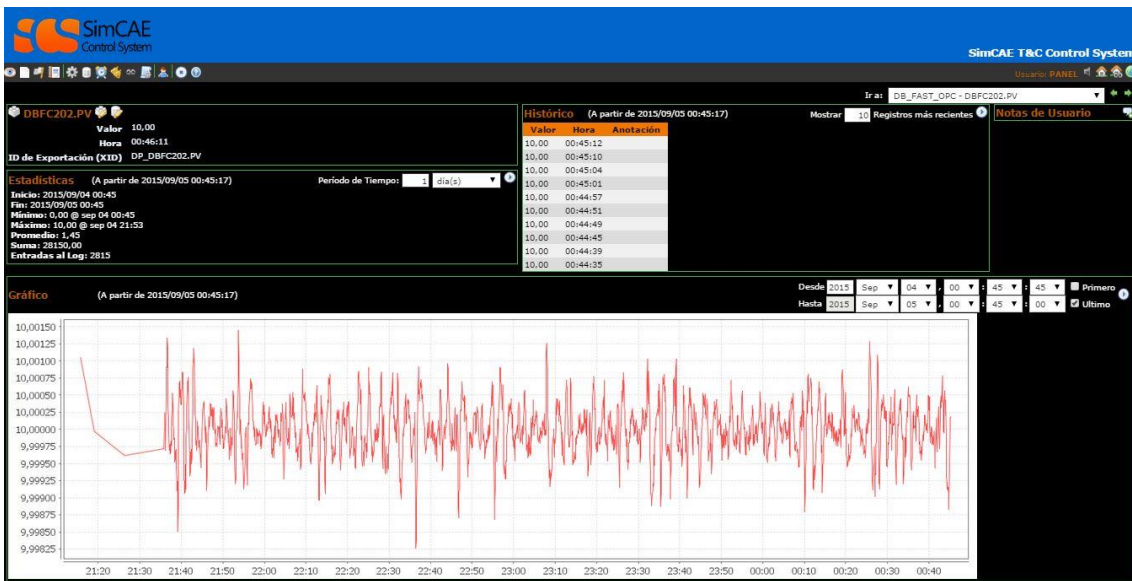 SimCAE
Control System
SimCAE T&C Control System
Usuario: PANEL
Ir a: DB_FAST_OPC - DBFC202.PV
DBFC202.PV
Valor 10,00
Hora 00:46:11
ID de Exportación (XID) DP_DBFC202.PV
Estadísticas (A partir de 2015/09/05 00:45:17) Período de Tiempo: 1 día(s)
Inicio: 2015/09/04 00:45
Fin: 2015/09/05 00:45
Mínimo: 0,00 @ sep 04 00:45
Máximo: 10,00 @ sep 04 21:53
Promedio: 1,45
Suma: 28150,00
Entradas al Log: 2815
Histórico (A partir de 2015/09/05 00:45:17) Mostrar 10 Registros más recientes
Valor Hora Anotación
10,00 00:45:12
10,00 00:45:10
10,00 00:45:04
10,00 00:45:01
10,00 00:44:57
10,00 00:44:51
10,00 00:44:49
10,00 00:44:45
10,00 00:44:39
10,00 00:44:35
Notas de Usuario
Gráfico (A partir de 2015/09/05 00:45:17)
Desde 2015 Sep 04 , 00 : 45 : 45 Primero
Hasta 2015 Sep 05 , 00 : 45 : 00 Ultimo
10,00150
10,00125
10,00100
10,00075
10,00050
10,00025
10,00000
9,99975
9,99950
9,99925
9,99900
9,99875
9,99850
9,99825
21:20 21:30 21:40 21:50 22:00 22:10 22:20 22:30 22:40 22:50 23:00 23:10 23:20 23:30 23:40 23:50 00:00 00:10 00:20 00:30 00:40